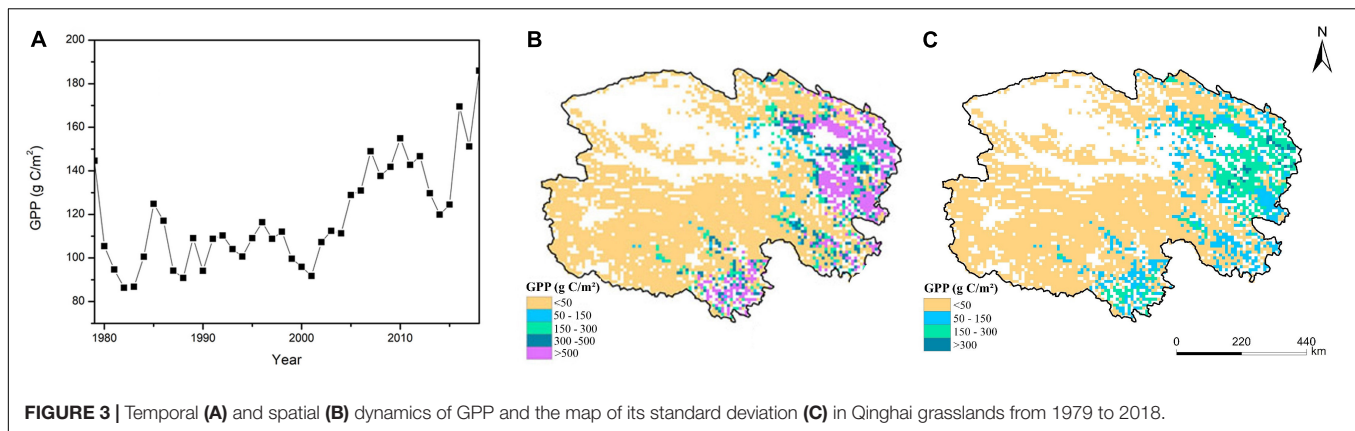 A
200
180
160
140
120
100
80
GPP (g C/m²)
1980
1990
2000
2010
Year
B
GPP (g C/m²)
<50
50 - 150
150 - 300
300 -500
>500
C
N
GPP (g C/m²)
<50
50 - 150
150 - 300
>300
0 220 440
km
FIGURE 3 | Temporal (A) and spatial (B) dynamics of GPP and the map of its standard deviation (C) in Qinghai grasslands from 1979 to 2018.